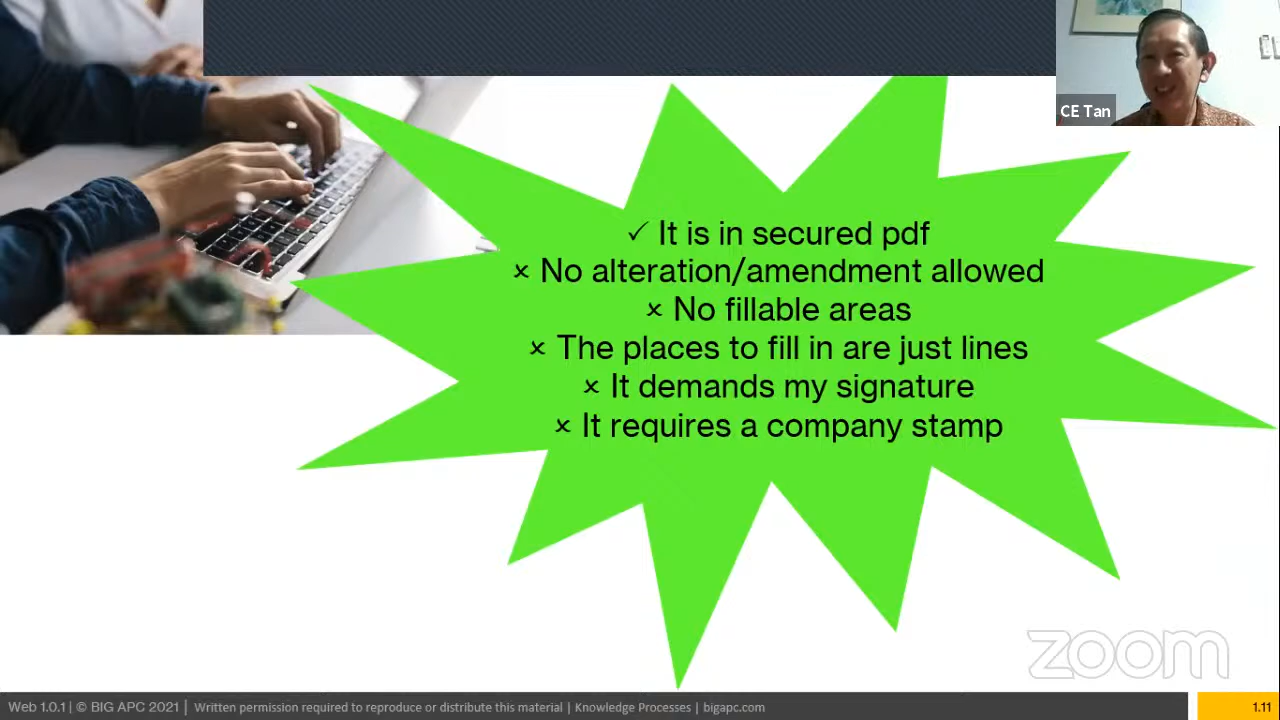 CE Tan
✓ It is in secured pdf
× No alteration/amendment allowed
× No fillable areas
× The places to fill in are just lines
× It demands my signature
× It requires a company stamp
zoom
Web 1.0.1 | © BIG APC 2021 | Written permission required to reproduce or distribute this material | Knowledge Processes | bigapc.com
1.11